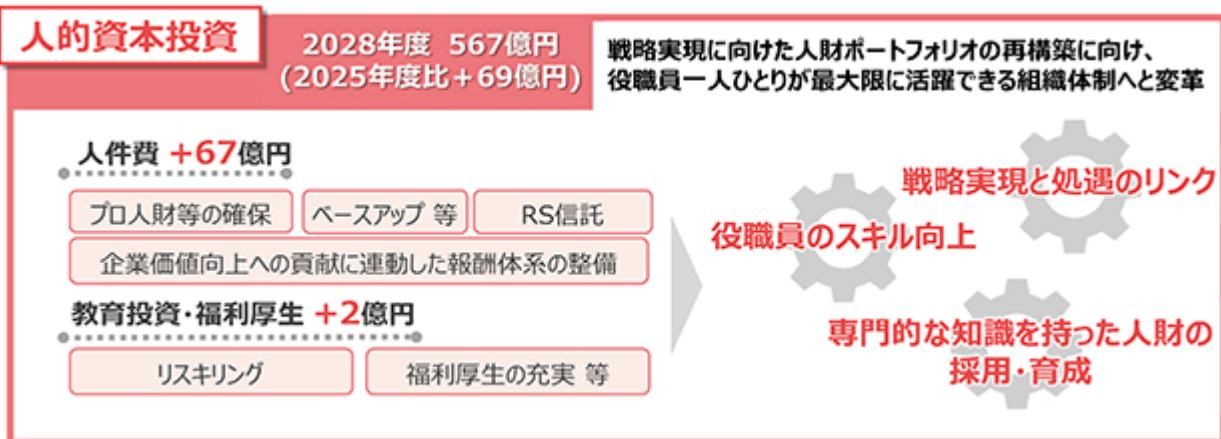 人的資本投資
2028年度 567億円
(2025年度比+69億円)
戦略実現に向けた人財ポートフォリオの再構築に向け、
役職員一人ひとりが最大限に活躍できる組織体制へと変革
人件費 +67億円
プロ人財等の確保
ベースアップ 等
RS信託
企業価値向上への貢献に連動した報酬体系の整備
教育投資・福利厚生 +2億円
リスキリング
福利厚生の充実 等
戦略実現と処遇のリンク
役職員のスキル向上
専門的な知識を持った人財の
採用・育成